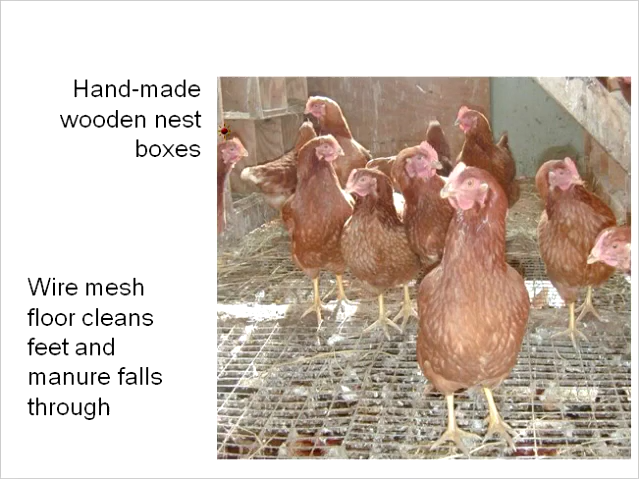 Hand-made
wooden nest
boxes
Wire mesh
floor cleans
feet and
manure falls
through